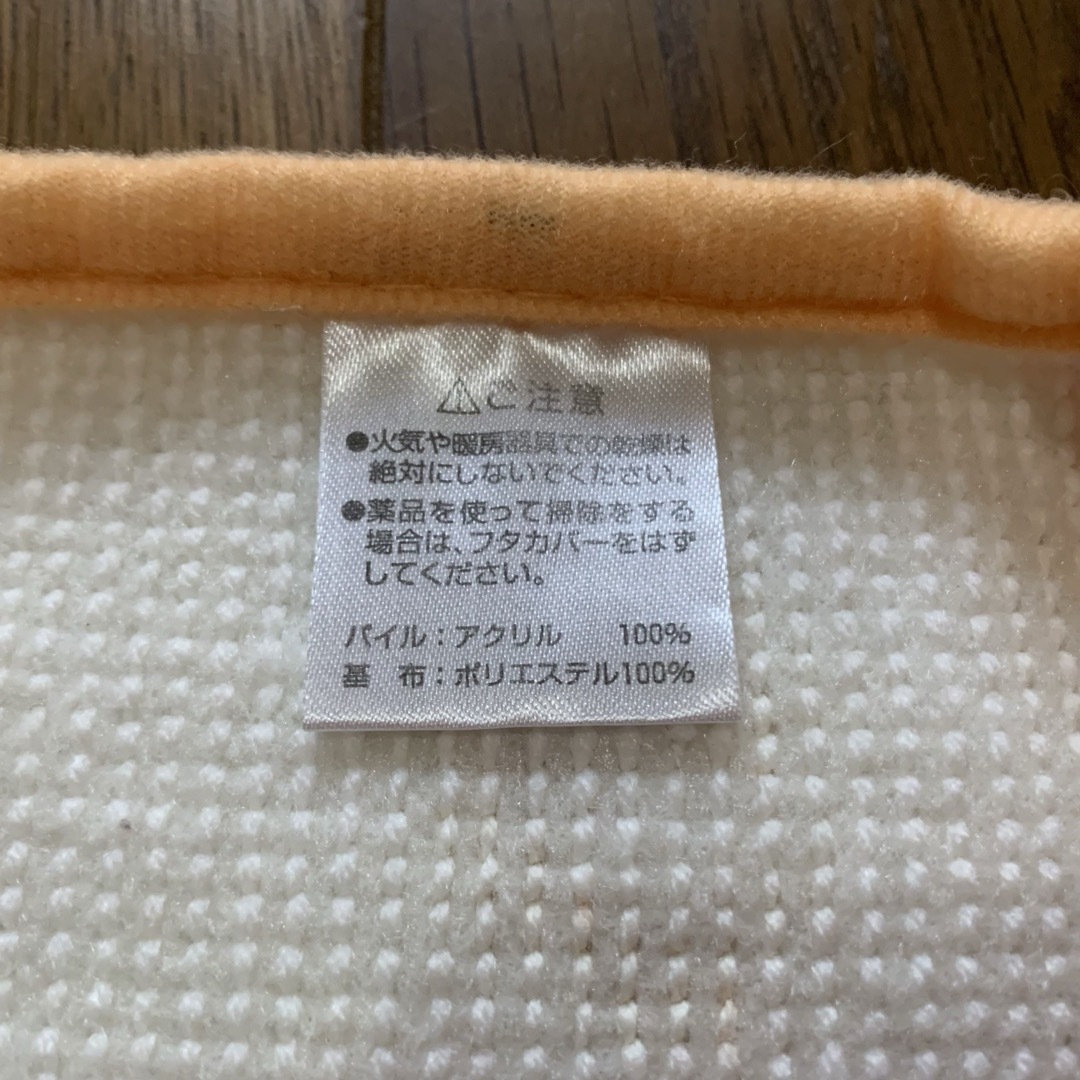 ⚠ご注意
●火気や暖房器具での乾燥は
絶対にしないでください。
●薬品を使って掃除をする
場合は、フタカバーをはず
してください。
パイル：アクリル 100%
基 布：ポリエステル100%